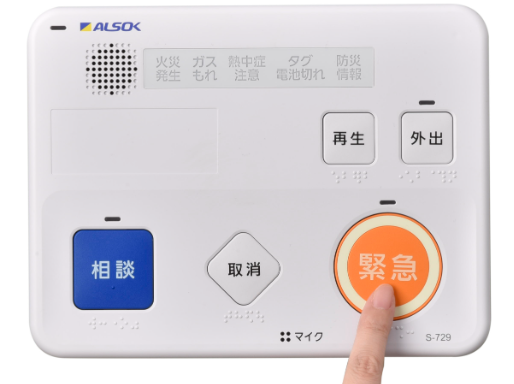 ALSOK
火災発生
ガスもれ
熱中症注意
タグ電池切れ
防災情報
再生
外出
相談
取消
緊急
マイク
S-729